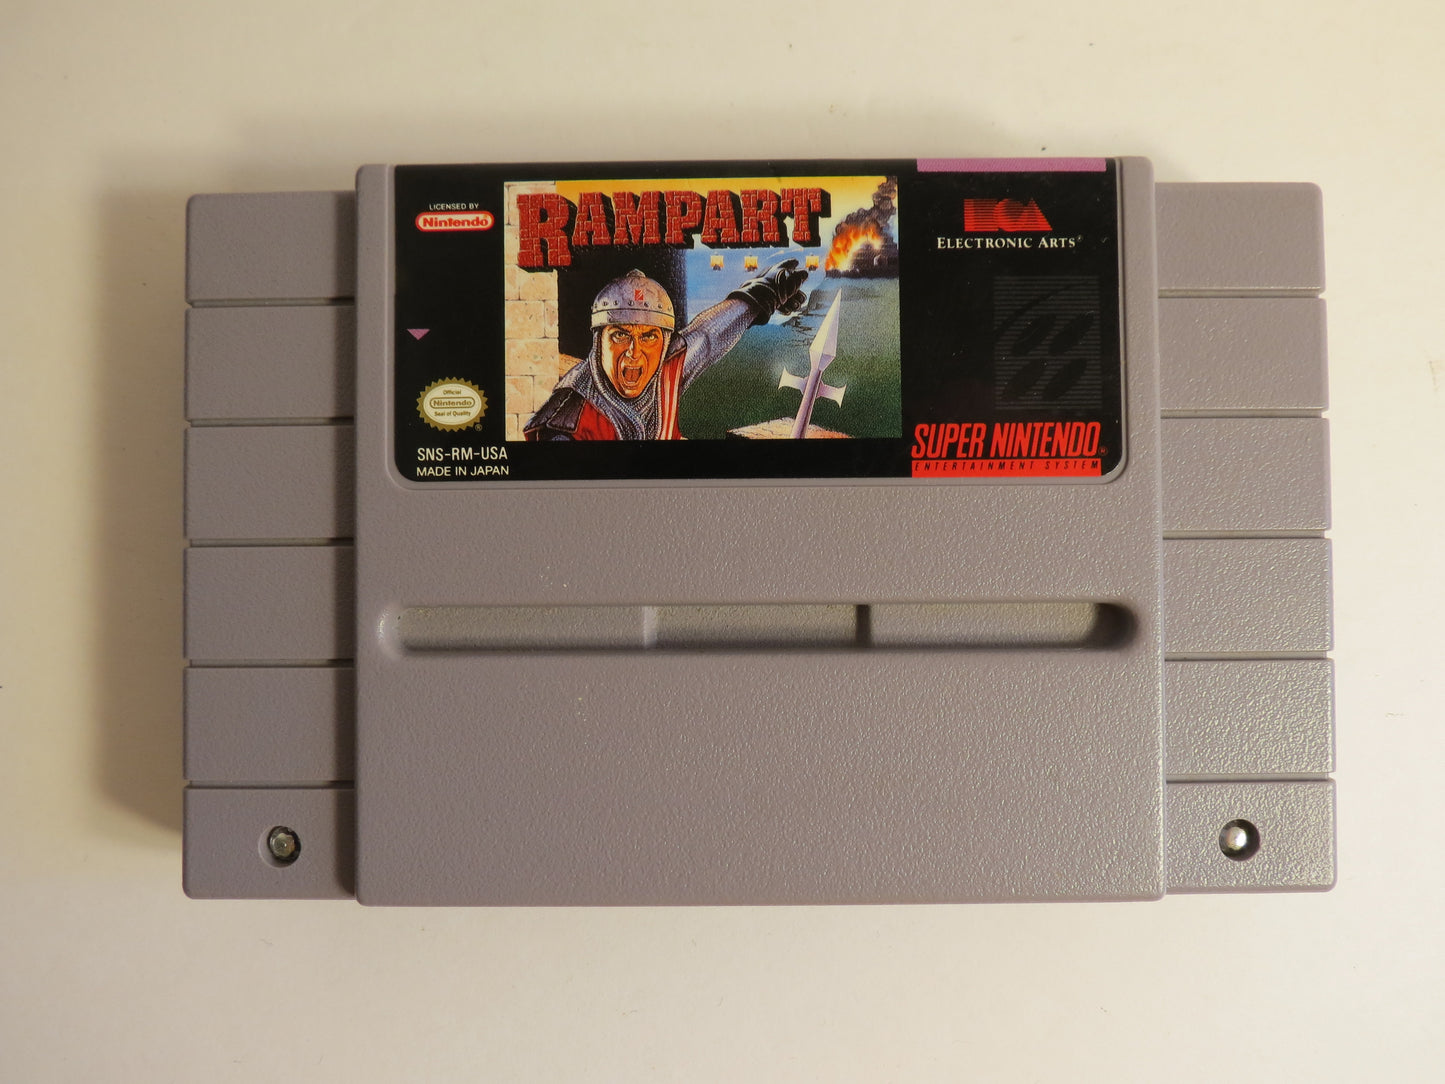 LICENSED BY
Nintendo
RAMPART
EA
ELECTRONIC ARTS®
Official
Nintendo
Seal of Quality
®
SNS-RM-USA
MADE IN JAPAN
SUPER NINTENDO
ENTERTAINMENT SYSTEM